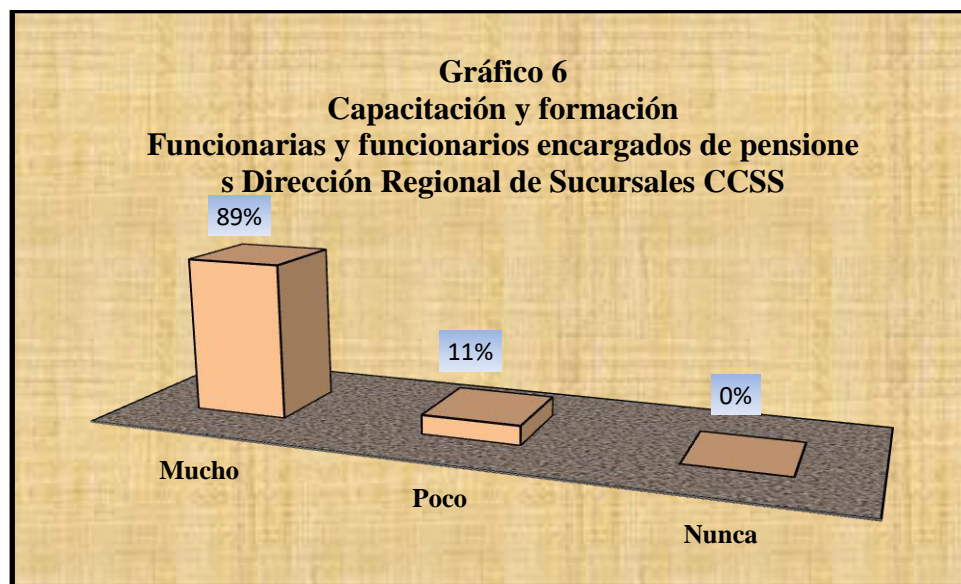 Gráfico 6
Capacitación y formación
Funcionarias y funcionarios encargados de pensione
s Dirección Regional de Sucursales CCSS
89%
11%
0%
Mucho
Poco
Nunca